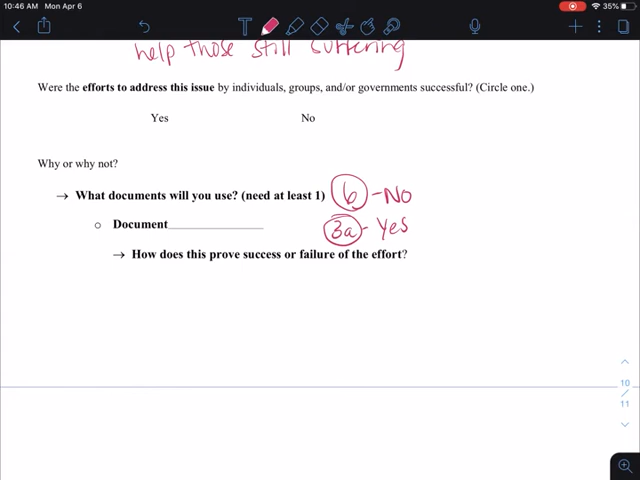 10:46 AM Mon Apr 6
35%
T
help those still suffering
Were the efforts to address this issue by individuals, groups, and/or governments successful? (Circle one.)
Yes No
Why or why not?
→ What documents will you use? (need at least 1) 6 - No
o Document____________ 3a - Yes
→ How does this prove success or failure of the effort?
10
/
11